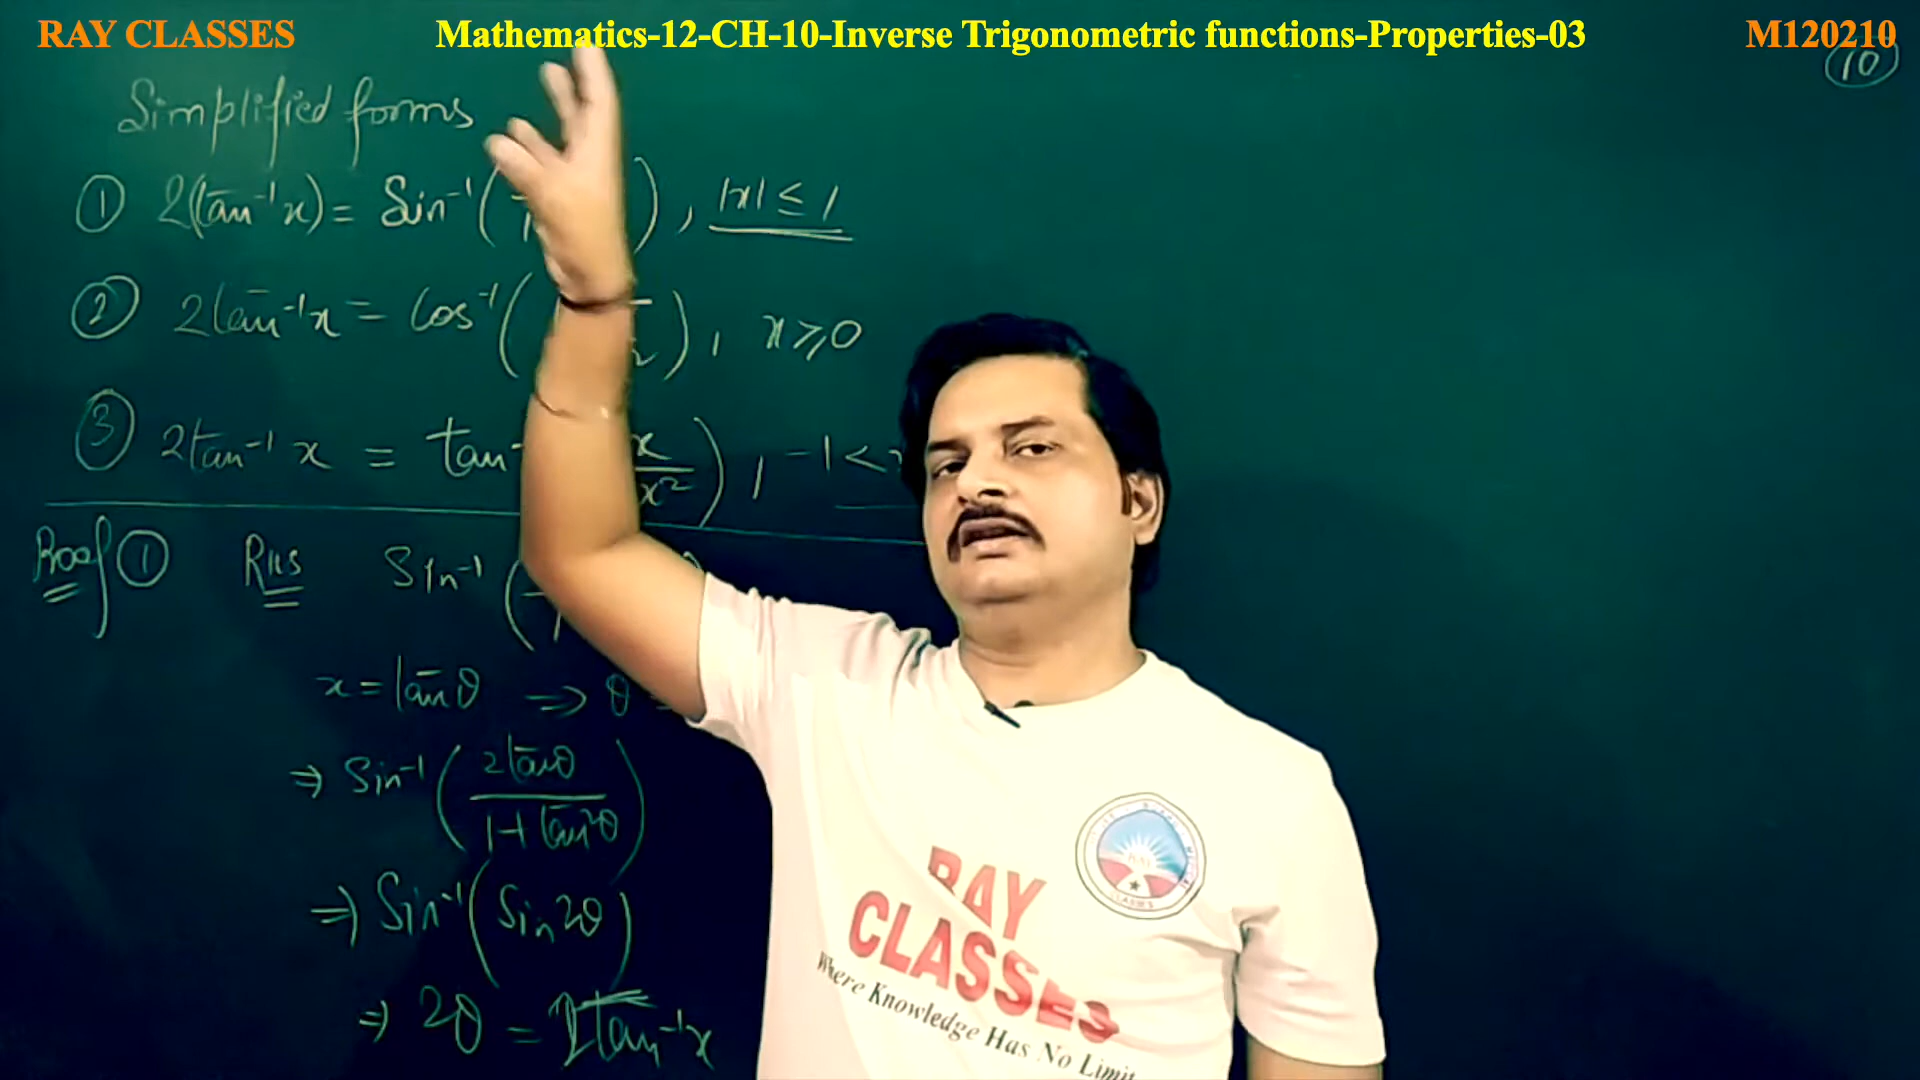 RAY CLASSES
Mathematics-12-CH-10-Inverse Trigonometric functions-Properties-03
M120210
10
Simplified forms
① 2(tan⁻¹x) = Sin⁻¹( ), |x| ≤ 1
② 2tan⁻¹x = Cos⁻¹( ), x ≥ 0
③ 2tan⁻¹ x = tan⁻ x/x²), -1 <
Proof ① RHS Sin⁻¹(
x = tanθ ⇒ θ
⇒ Sin⁻¹(2tanθ/1+tan²θ)
⇒ Sin⁻¹(Sin2θ)
⇒ 2θ = 2tan⁻¹x
RAY
CLASSES
Where Knowledge Has No Limit